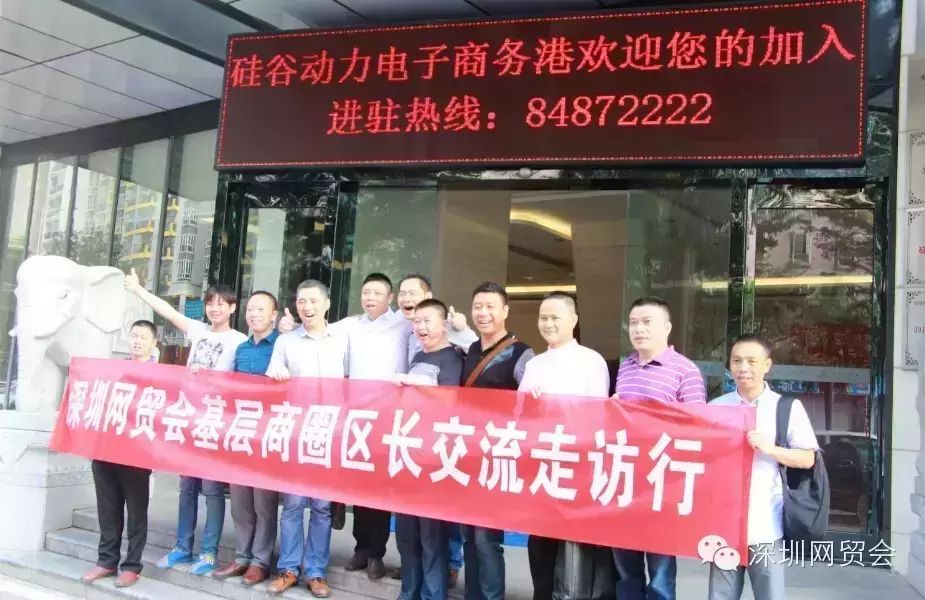 硅谷动力电子商务港欢迎您的加入
进驻热线：84872222
深圳网贸会基层商圈区长交流走访行
深圳网贸会